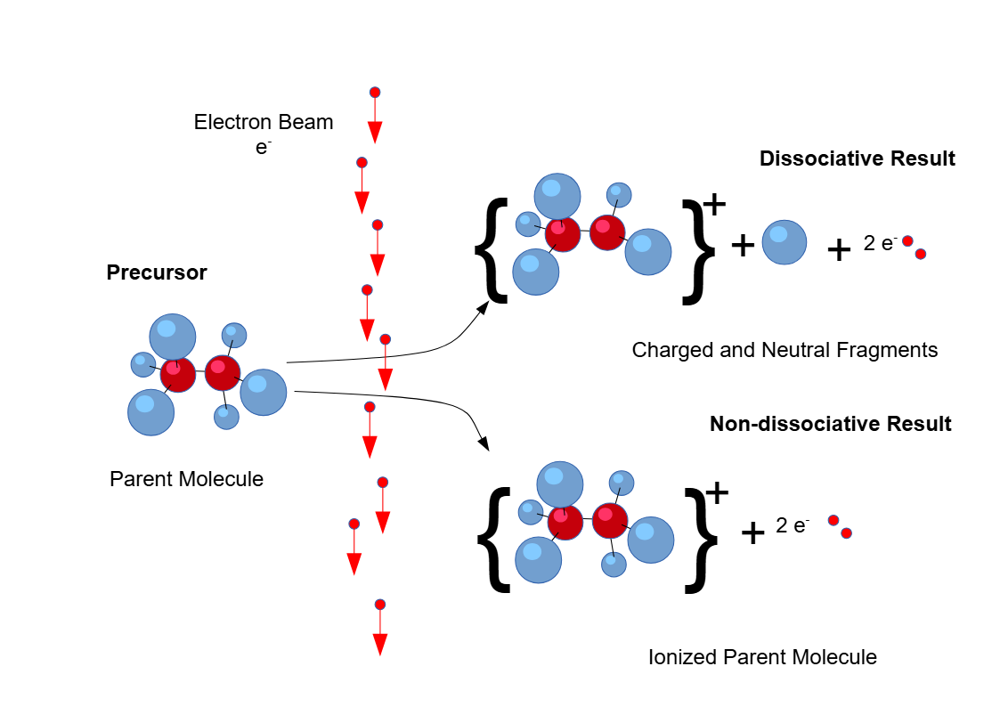 Electron Beam
e-
Dissociative Result
{ }+ + + 2 e-
Precursor
Charged and Neutral Fragments
Non-dissociative Result
Parent Molecule
{ }+ + 2 e-
Ionized Parent Molecule